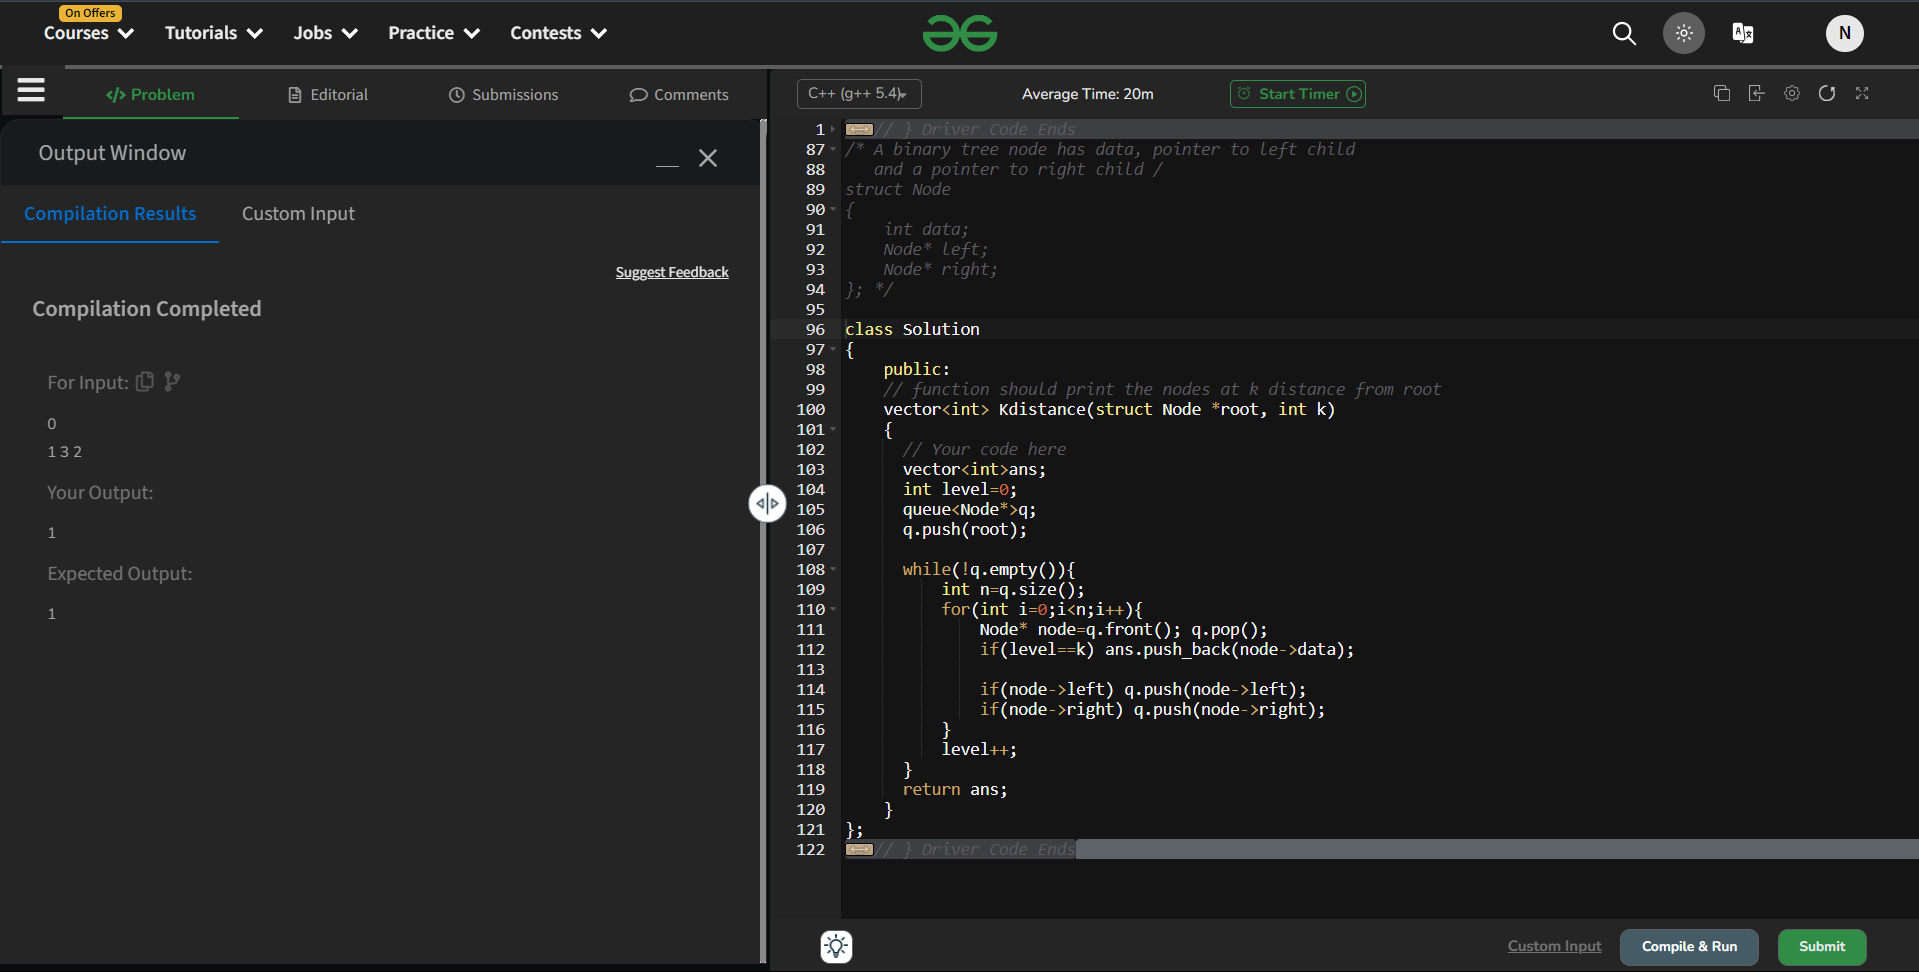 On Offers
Courses Tutorials Jobs Practice Contests
N
Problem Editorial Submissions Comments
C++ (g++ 5.4) Average Time: 20m Start Timer
Output Window
Compilation Results Custom Input
Suggest Feedback
Compilation Completed
For Input:
0
1 3 2
Your Output:
1
Expected Output:
1
1 // } Driver Code Ends
87 /* A binary tree node has data, pointer to left child
88    and a pointer to right child /
89 struct Node
90 {
91     int data;
92     Node* left;
93     Node* right;
94 }; */
95
96 class Solution
97 {
98     public:
99     // function should print the nodes at k distance from root
100     vector<int> Kdistance(struct Node *root, int k)
101     {
102       // Your code here
103       vector<int>ans;
104       int level=0;
105       queue<Node*>q;
106       q.push(root);
107
108       while(!q.empty()){
109           int n=q.size();
110           for(int i=0;i<n;i++){
111               Node* node=q.front(); q.pop();
112               if(level==k) ans.push_back(node->data);
113
114               if(node->left) q.push(node->left);
115               if(node->right) q.push(node->right);
116           }
117           level++;
118       }
119       return ans;
120     }
121 };
122 // } Driver Code Ends
Custom Input Compile & Run Submit